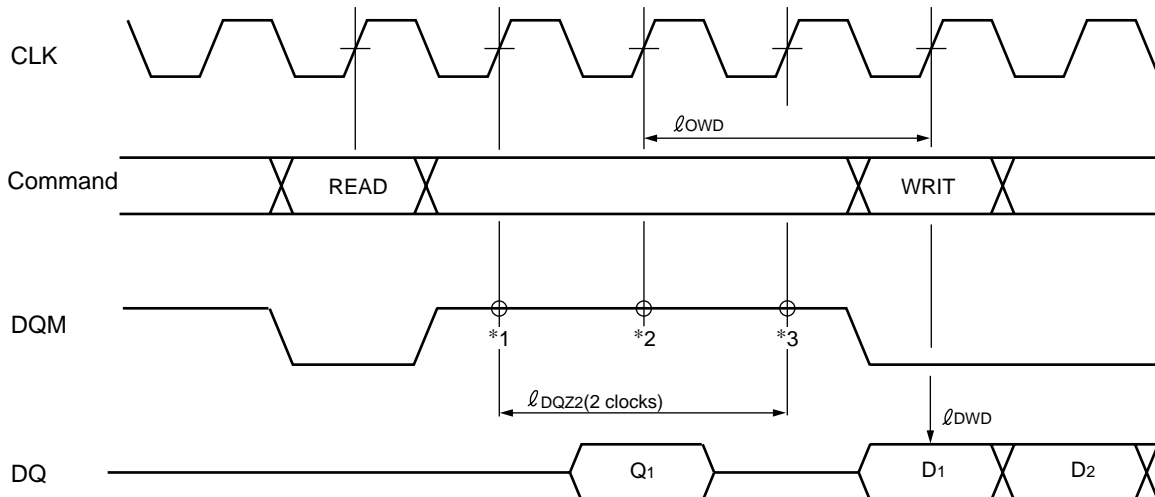 CLK
ℓOWD
Command READ WRIT
DQM
*1 *2 *3
ℓDQZ2(2 clocks)
ℓDWD
DQ Q1 D1 D2